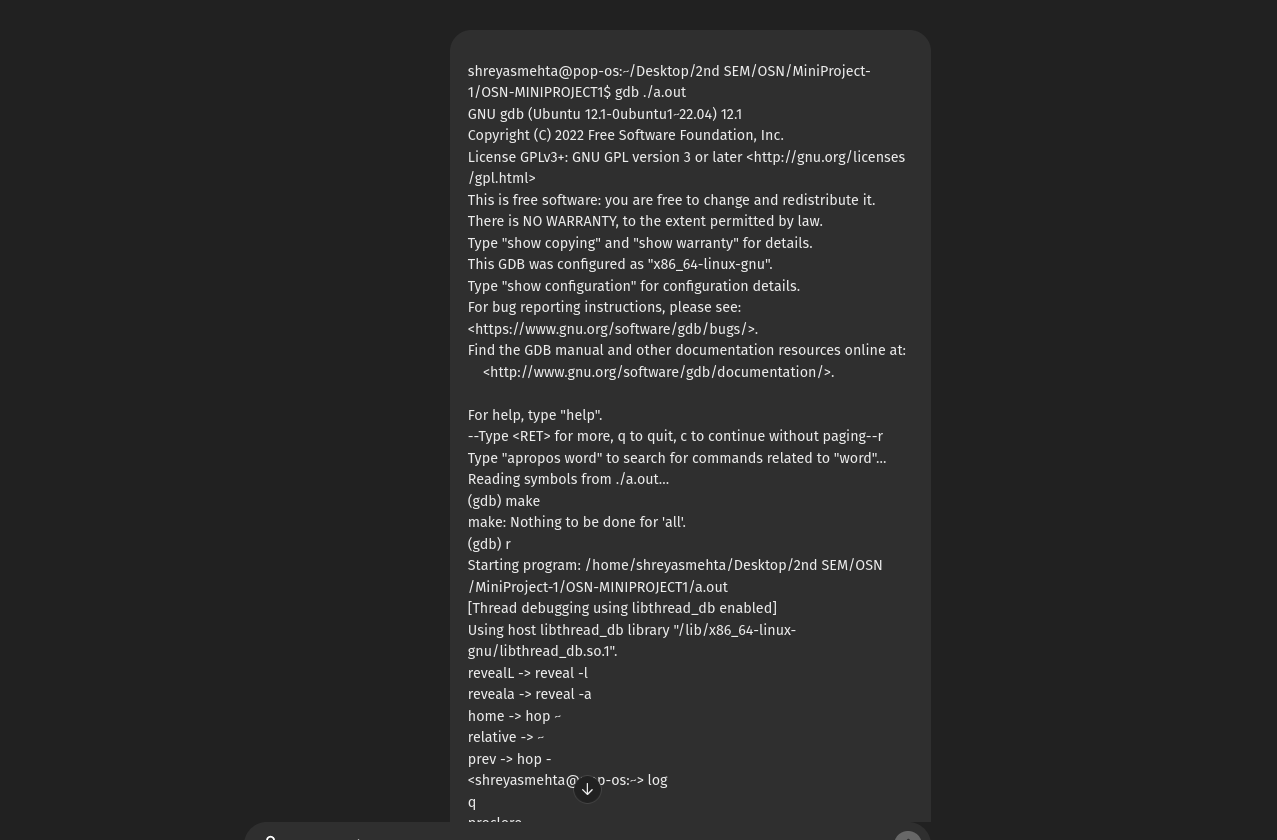 shreyasmehta@pop-os:~/Desktop/2nd SEM/OSN/MiniProject-
1/OSN-MINIPROJECT1$ gdb ./a.out
GNU gdb (Ubuntu 12.1-0ubuntu1~22.04) 12.1
Copyright (C) 2022 Free Software Foundation, Inc.
License GPLv3+: GNU GPL version 3 or later <http://gnu.org/licenses
/gpl.html>
This is free software: you are free to change and redistribute it.
There is NO WARRANTY, to the extent permitted by law.
Type "show copying" and "show warranty" for details.
This GDB was configured as "x86_64-linux-gnu".
Type "show configuration" for configuration details.
For bug reporting instructions, please see:
<https://www.gnu.org/software/gdb/bugs/>.
Find the GDB manual and other documentation resources online at:
<http://www.gnu.org/software/gdb/documentation/>.
For help, type "help".
--Type <RET> for more, q to quit, c to continue without paging--r
Type "apropos word" to search for commands related to "word"...
Reading symbols from ./a.out...
(gdb) make
make: Nothing to be done for 'all'.
(gdb) r
Starting program: /home/shreyasmehta/Desktop/2nd SEM/OSN
/MiniProject-1/OSN-MINIPROJECT1/a.out
[Thread debugging using libthread_db enabled]
Using host libthread_db library "/lib/x86_64-linux-
gnu/libthread_db.so.1".
revealL -> reveal -l
reveala -> reveal -a
home -> hop ~
relative -> ~
prev -> hop -
<shreyasmehta@pop-os:~> log
q